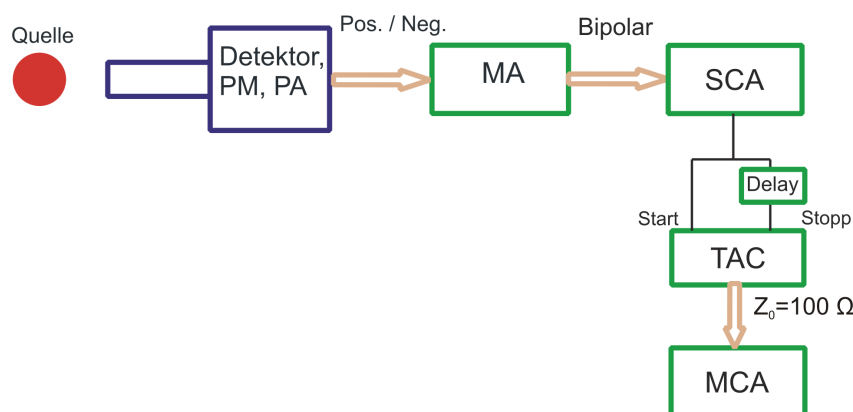 Quelle
Detektor,
PM, PA
Pos. / Neg.
MA
Bipolar
SCA
Delay
Start
Stopp
TAC
Z₀=100 Ω
MCA